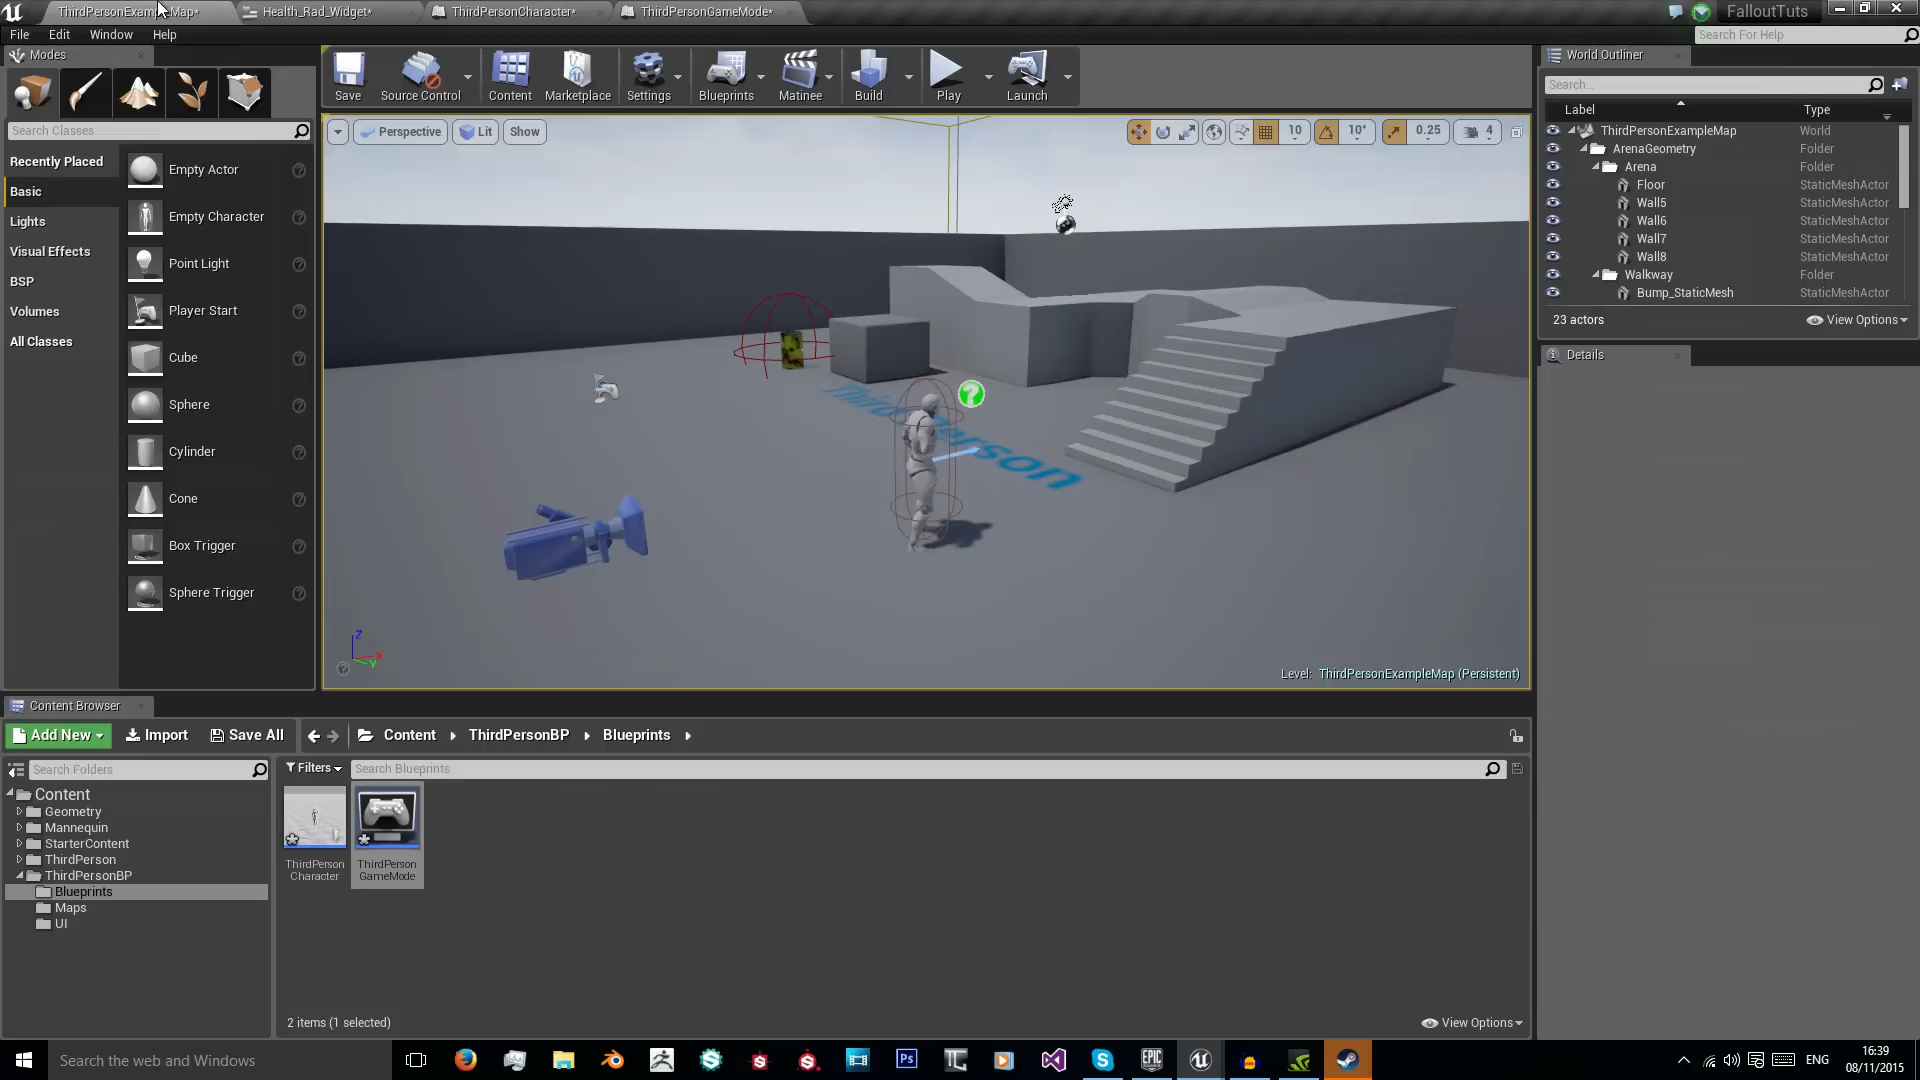 ThirdPersonExampleMap*
Health_Rad_Widget*
ThirdPersonCharacter*
ThirdPersonGameMode*
FalloutTuts
File Edit Window Help
Search For Help
Modes
Search Classes
Recently Placed
Basic
Lights
Visual Effects
BSP
Volumes
All Classes
Empty Actor
Empty Character
Point Light
Player Start
Cube
Sphere
Cylinder
Cone
Box Trigger
Sphere Trigger
Save
Source Control
Content
Marketplace
Settings
Blueprints
Matinee
Build
Play
Launch
Perspective
Lit
Show
10
10°
0.25
4
Third Person
Z
X
Y
Level: ThirdPersonExampleMap (Persistent)
World Outliner
Search...
Label Type
ThirdPersonExampleMap World
ArenaGeometry Folder
Arena Folder
Floor StaticMeshActor
Wall5 StaticMeshActor
Wall6 StaticMeshActor
Wall7 StaticMeshActor
Wall8 StaticMeshActor
Walkway Folder
Bump_StaticMesh StaticMeshActor
23 actors
View Options
Details
Content Browser
Add New
Import
Save All
Content
ThirdPersonBP
Blueprints
Search Folders
Filters
Search Blueprints
Content
Geometry
Mannequin
StarterContent
ThirdPerson
ThirdPersonBP
Blueprints
Maps
UI
ThirdPerson
Character
ThirdPerson
GameMode
2 items (1 selected)
View Options
Search the web and Windows
Ps
EPIC
GAMES
ENG
16:39
08/11/2015